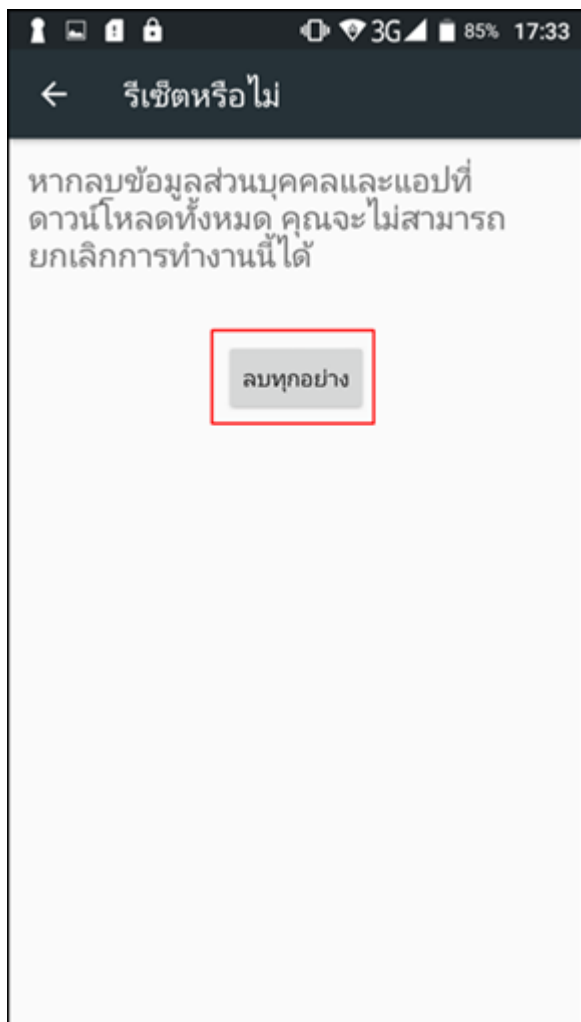 3G 85% 17:33
รีเซ็ตหรือไม่
หากลบข้อมูลส่วนบุคคลและแอปที่
ดาวน์โหลดทั้งหมด คุณจะไม่สามารถ
ยกเลิกการทำงานนี้ได้
ลบทุกอย่าง